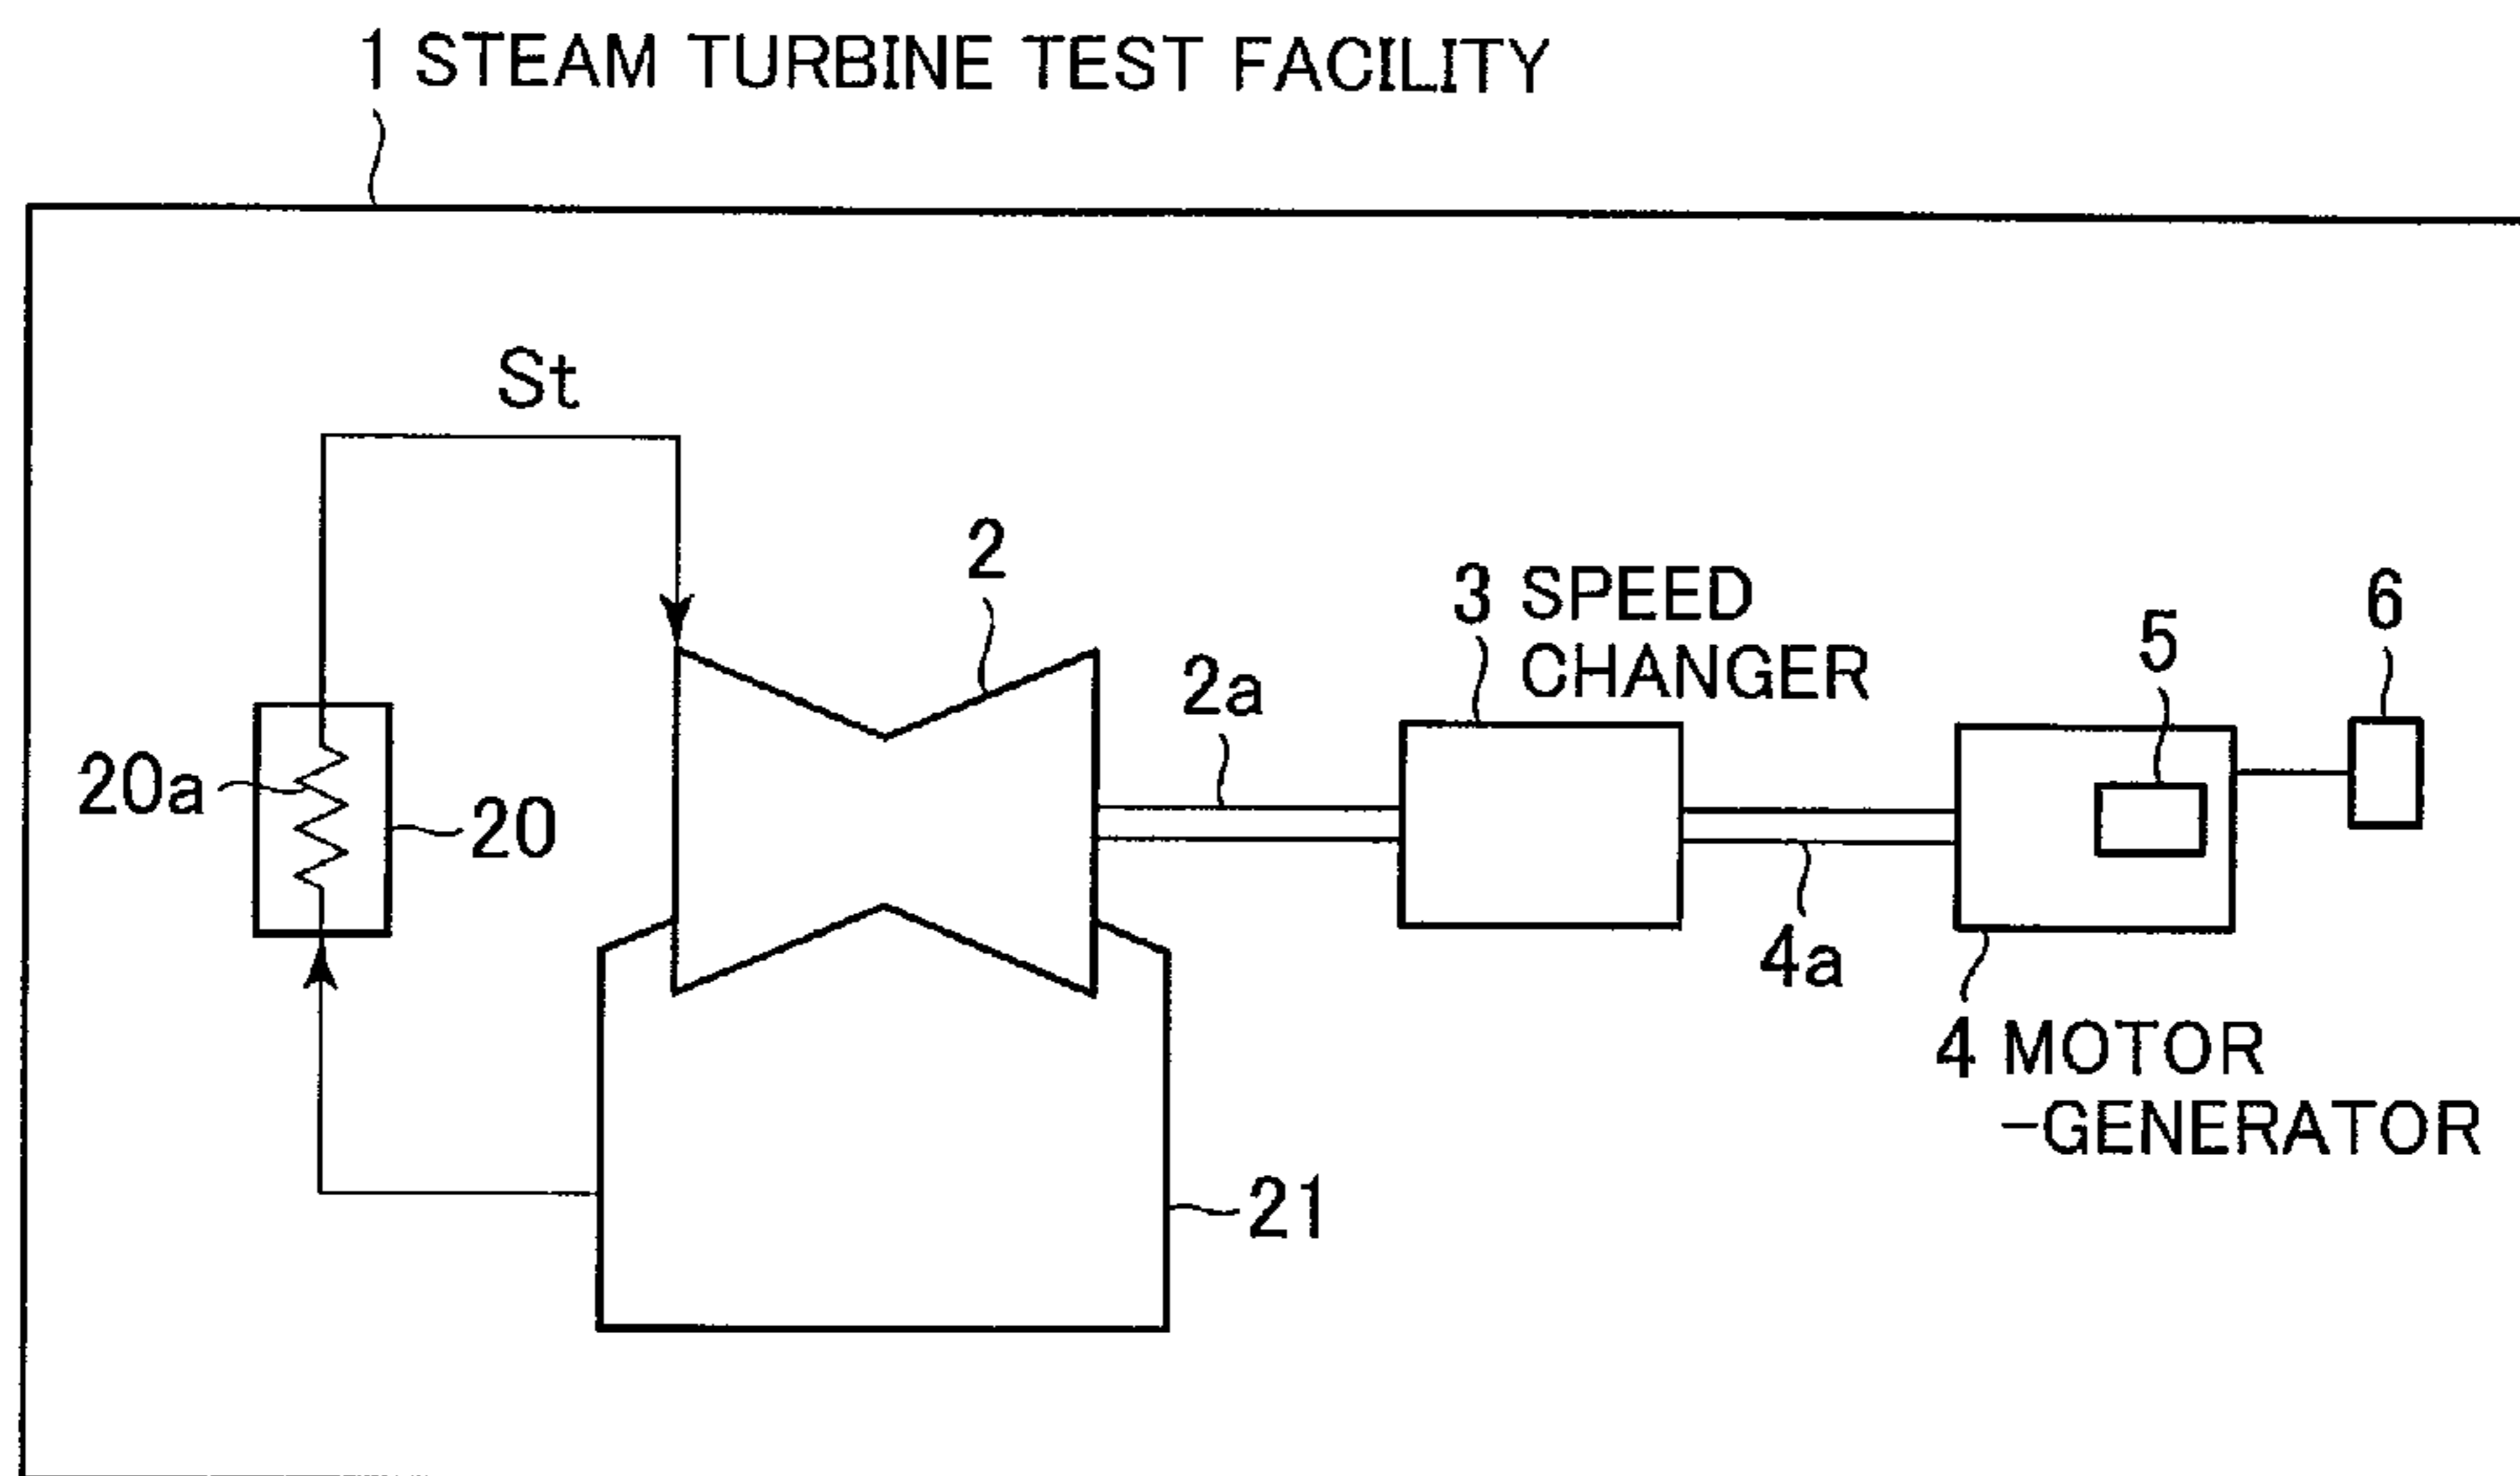 1 STEAM TURBINE TEST FACILITY
St
2
3 SPEED
CHANGER
6
5
2a
20a
20
4a
4 MOTOR
-GENERATOR
21